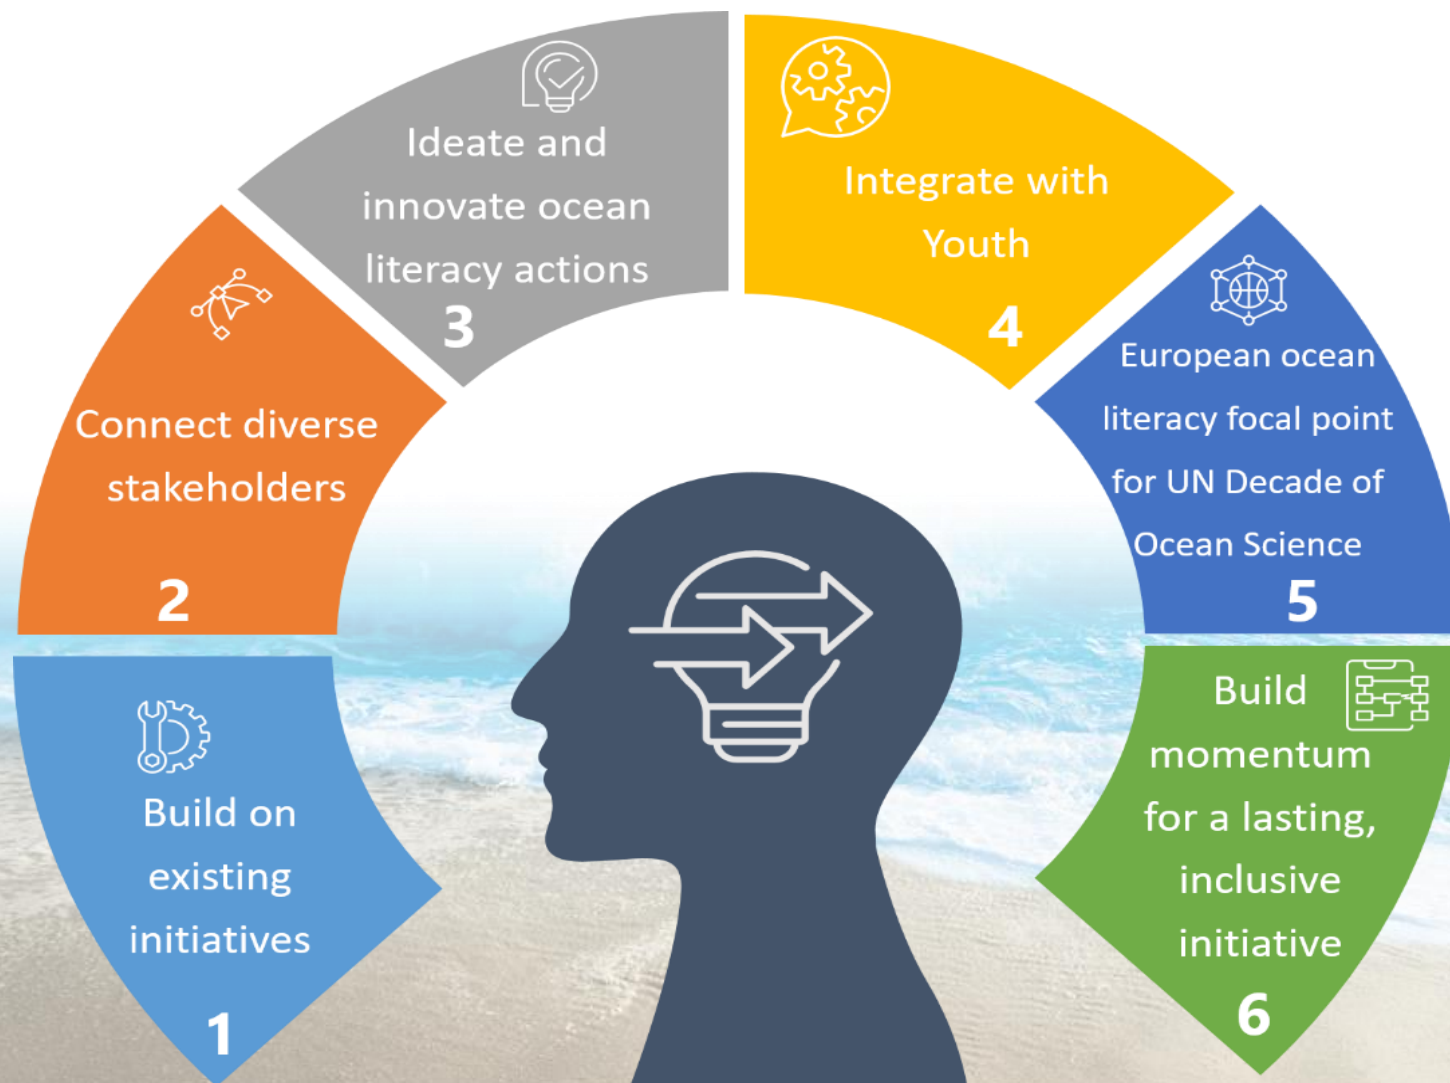 Build on
existing
initiatives
1
Connect diverse
stakeholders
2
Ideate and
innovate ocean
literacy actions
3
Integrate with
Youth
4
European ocean
literacy focal point
for UN Decade of
Ocean Science
5
Build
momentum
for a lasting,
inclusive
initiative
6